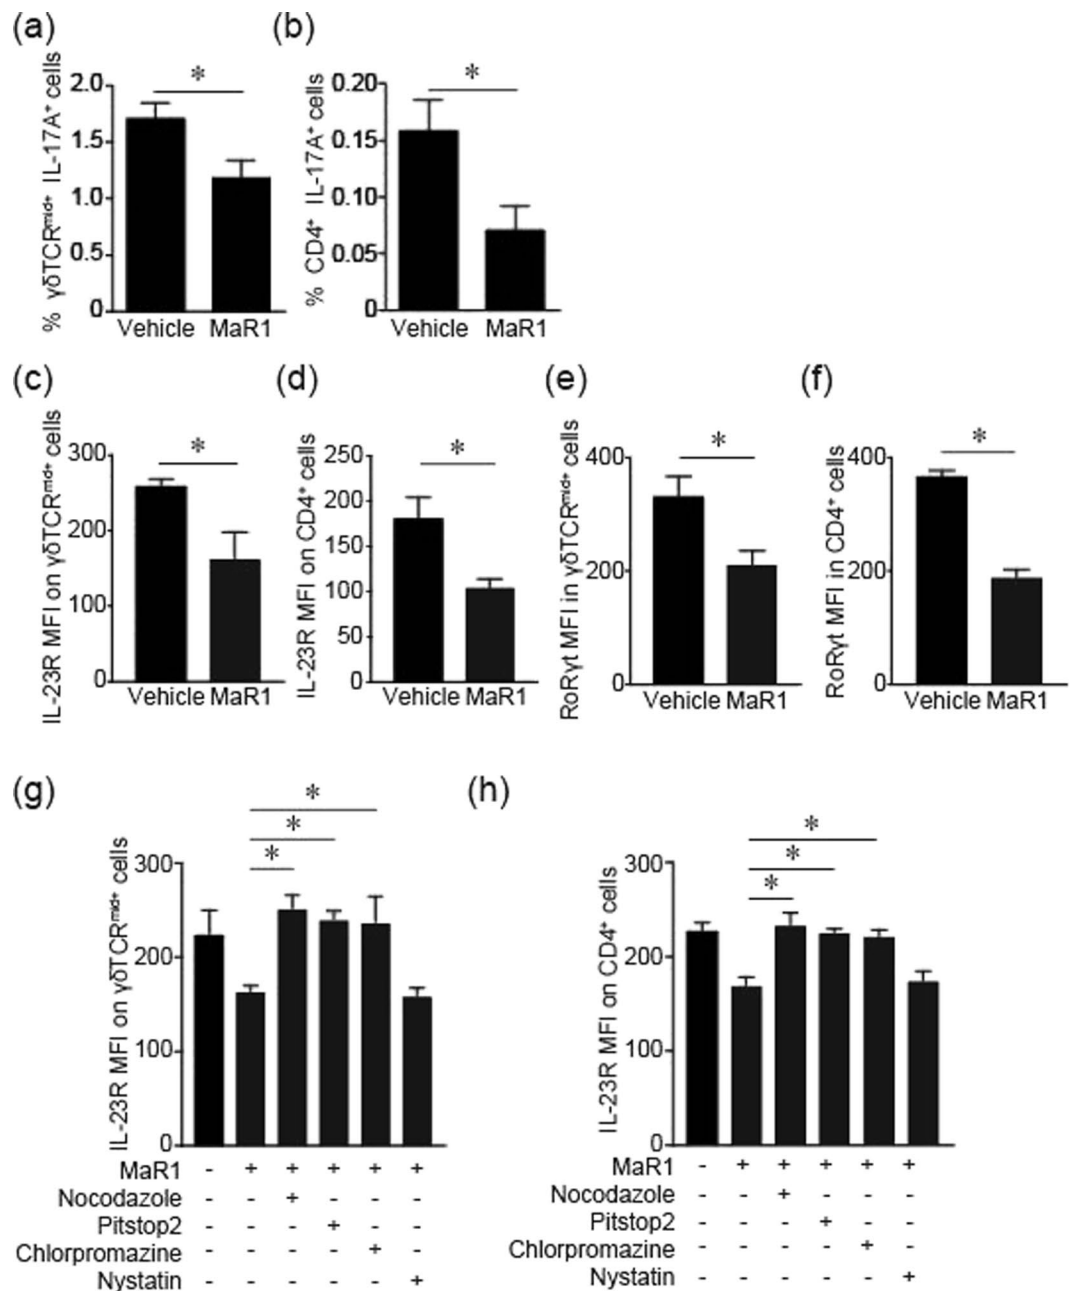 (a)
(b)
% γδTCRmid+ IL-17A+ cells
2.0
1.5
1.0
0.5
0
*
Vehicle MaR1
% CD4+ IL-17A+ cells
0.20
0.15
0.10
0.05
0
*
Vehicle MaR1
(c)
(d)
(e)
(f)
IL-23R MFI on γδTCRmid+ cells
300
200
100
0
*
Vehicle MaR1
IL-23R MFI on CD4+ cells
250
200
150
100
50
0
*
Vehicle MaR1
RoRγt MFI in γδTCRmid+ cells
400
200
0
*
Vehicle MaR1
RoRγt MFI in CD4+ cells
400
200
0
*
Vehicle MaR1
(g)
(h)
IL-23R MFI on γδTCRmid+ cells
300
200
100
0
*
*
*
MaR1 - + + + + +
Nocodazole - - + - - -
Pitstop2 - - - + - -
Chlorpromazine - - - - + -
Nystatin - - - - - +
IL-23R MFI on CD4+ cells
300
200
100
0
*
*
*
MaR1 - + + + + +
Nocodazole - - + - - -
Pitstop2 - - - + - -
Chlorpromazine - - - - + -
Nystatin - - - - - +